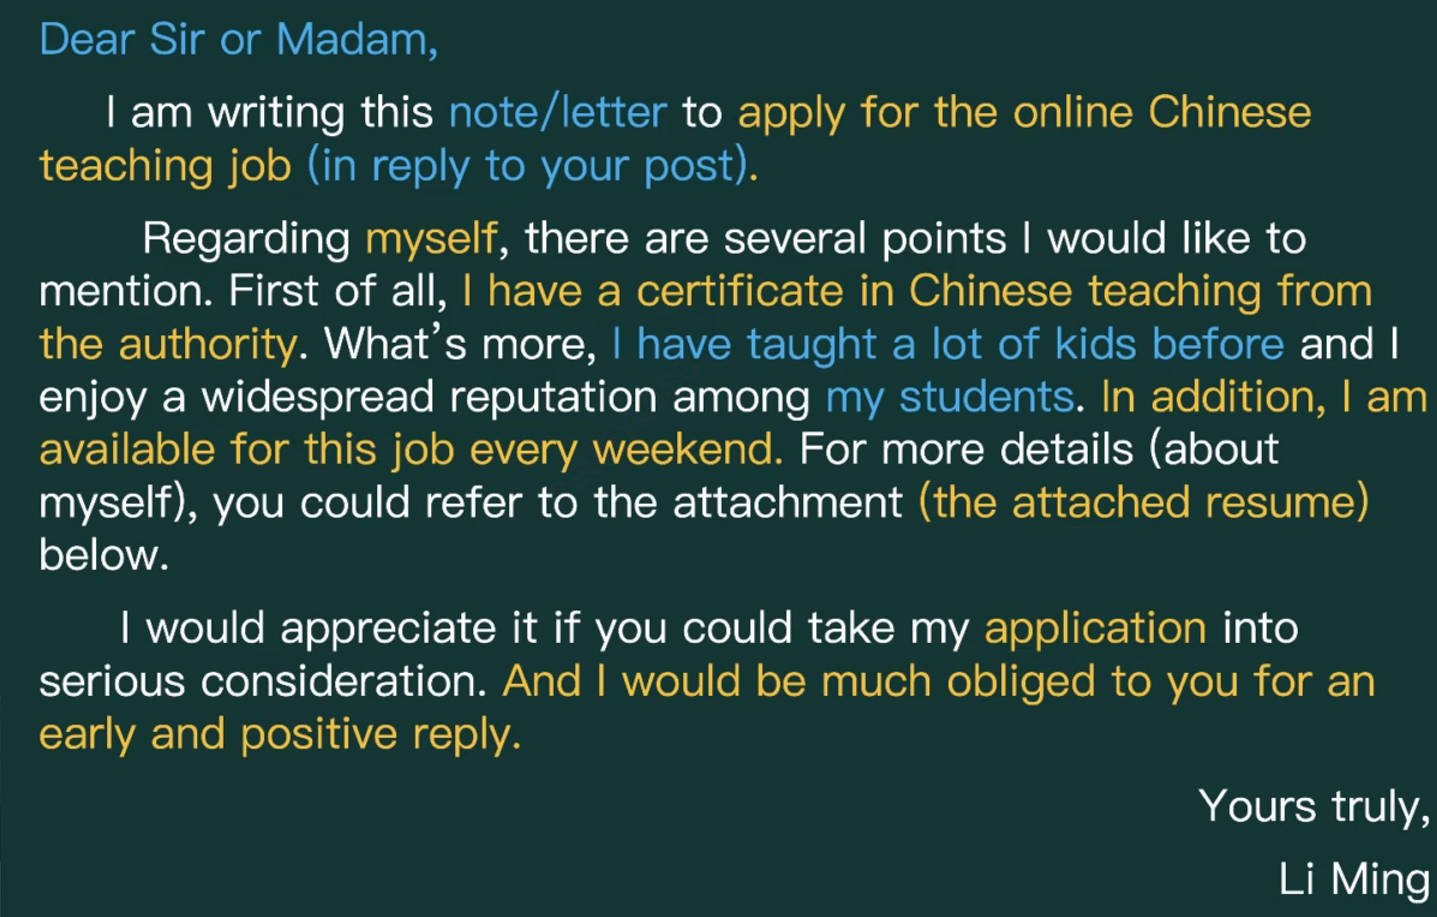 Dear Sir or Madam,
I am writing this note/letter to apply for the online Chinese
teaching job (in reply to your post).
Regarding myself, there are several points I would like to
mention. First of all, I have a certificate in Chinese teaching from
the authority. What's more, I have taught a lot of kids before and I
enjoy a widespread reputation among my students. In addition, I am
available for this job every weekend. For more details (about
myself), you could refer to the attachment (the attached resume)
below.
I would appreciate it if you could take my application into
serious consideration. And I would be much obliged to you for an
early and positive reply.
Yours truly,
Li Ming